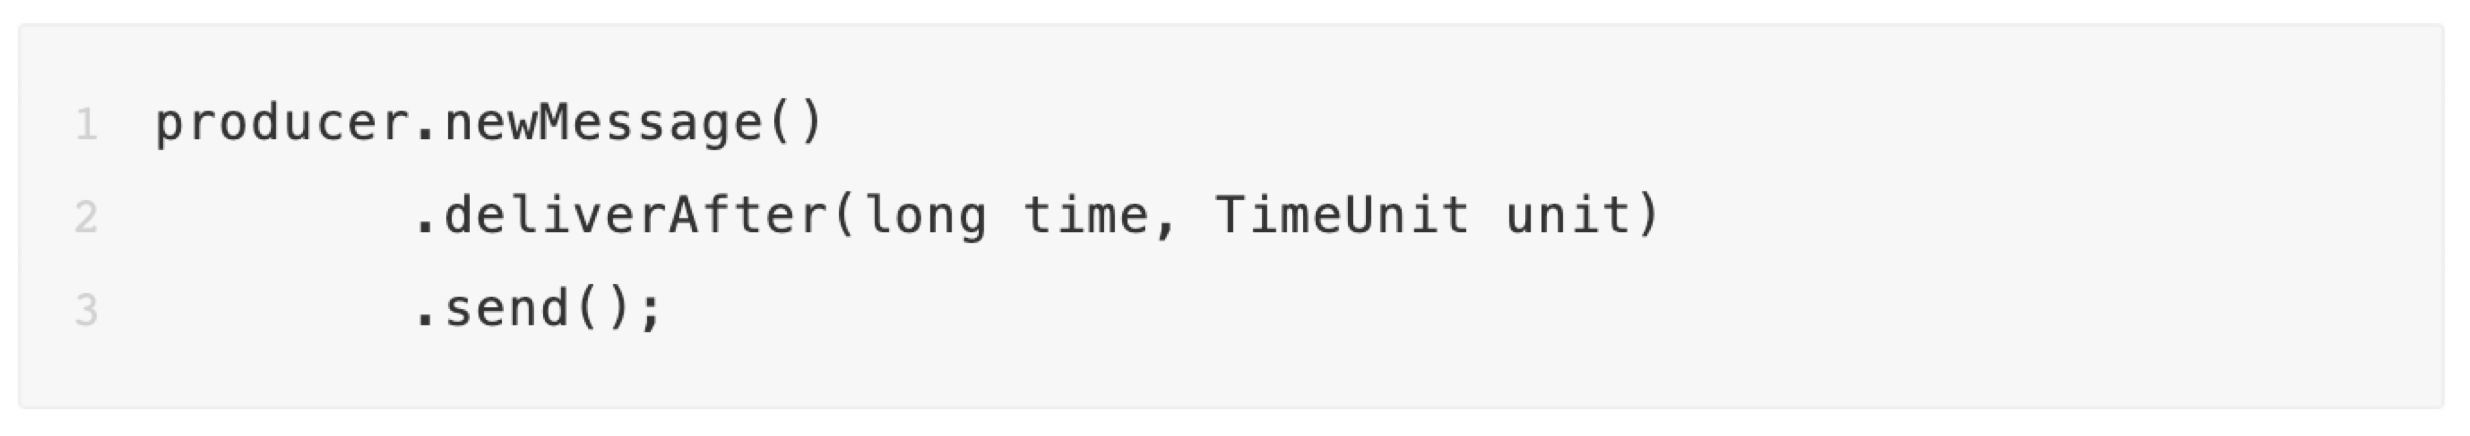 1 producer.newMessage()
2         .deliverAfter(long time, TimeUnit unit)
3         .send();